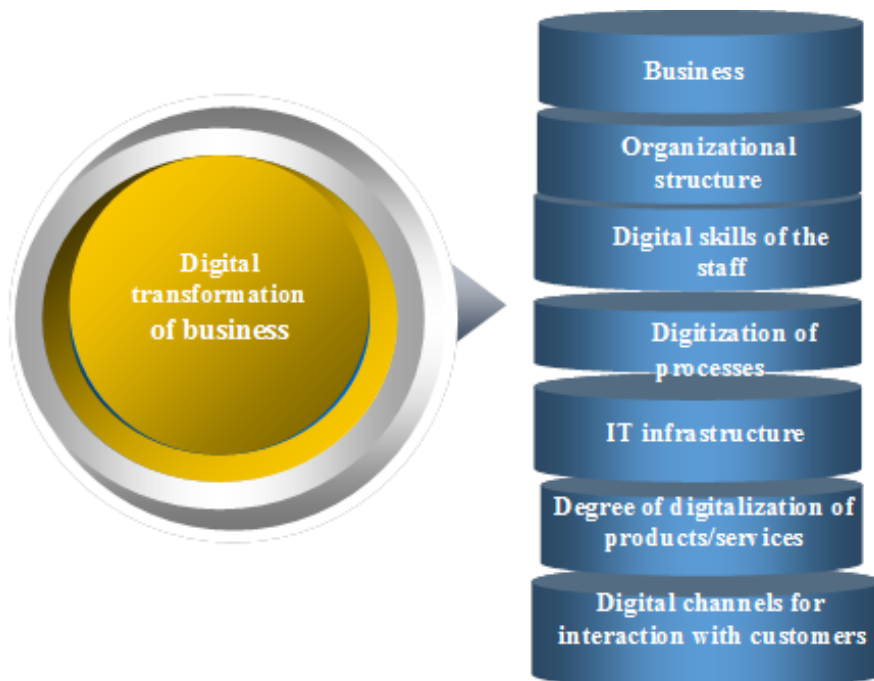 Digital
transformation
of business
Business
Organizational
structure
Digital skills of the
staff
Digitization of
processes
IT infrastructure
Degree of digitalization of
products/services
Digital channels for
interaction with customers